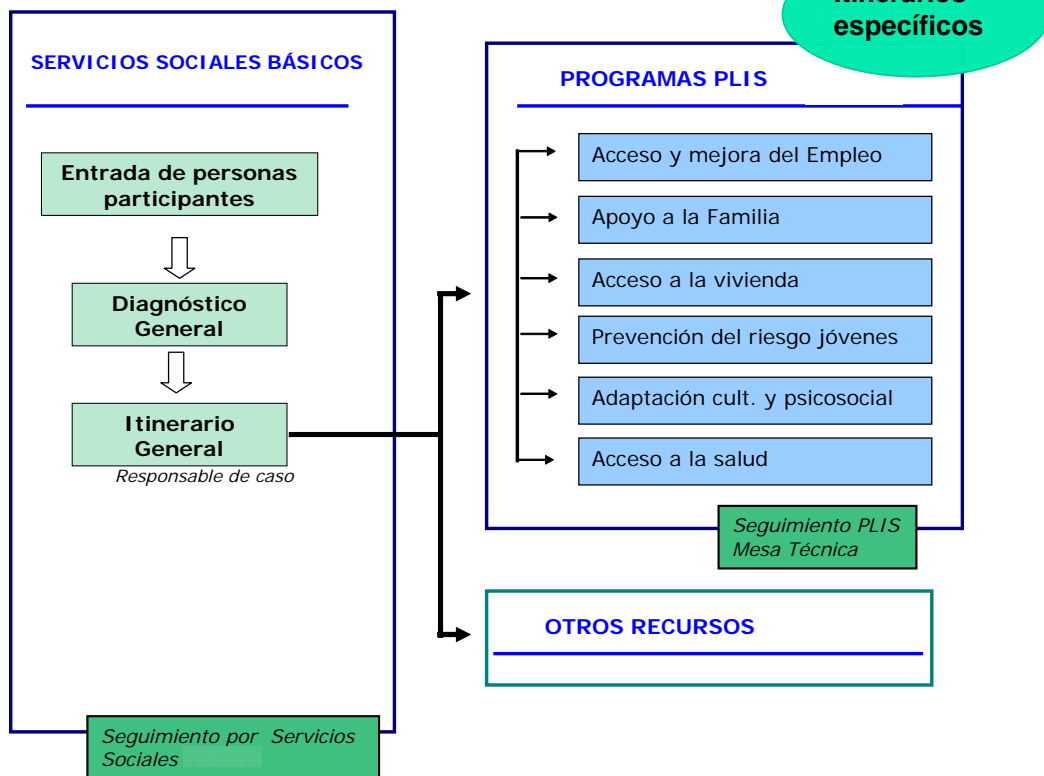 Itinerarios
específicos
SERVICIOS SOCIALES BÁSICOS
Entrada de personas
participantes
Diagnóstico
General
Itinerario
General
Responsable de caso
Seguimiento por Servicios
Sociales
PROGRAMAS PLIS
Acceso y mejora del Empleo
Apoyo a la Familia
Acceso a la vivienda
Prevención del riesgo jóvenes
Adaptación cult. y psicosocial
Acceso a la salud
Seguimiento PLIS
Mesa Técnica
OTROS RECURSOS